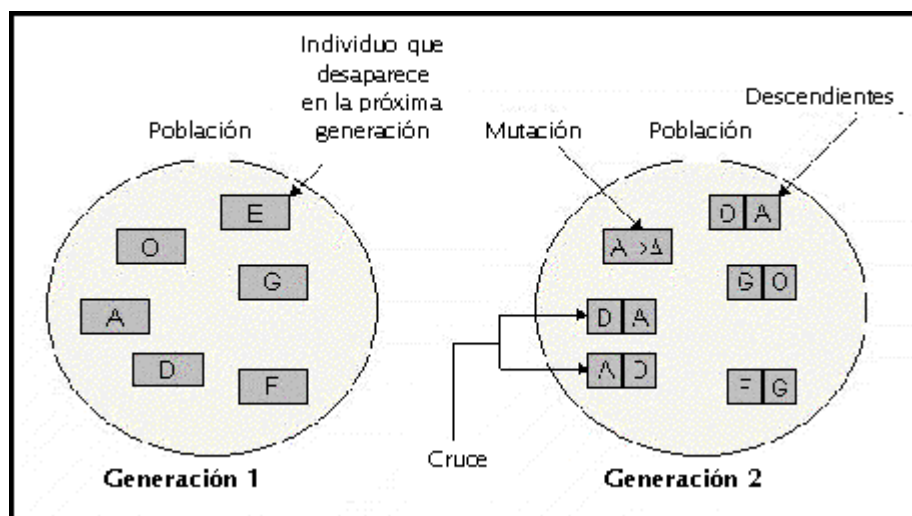 Individuo que
desaparece
en la próxima
generación
Población
Mutación
Población
Descendientes
E
O
G
A
D
F
A
D A
G O
D A
G
Cruce
Generación 1
Generación 2